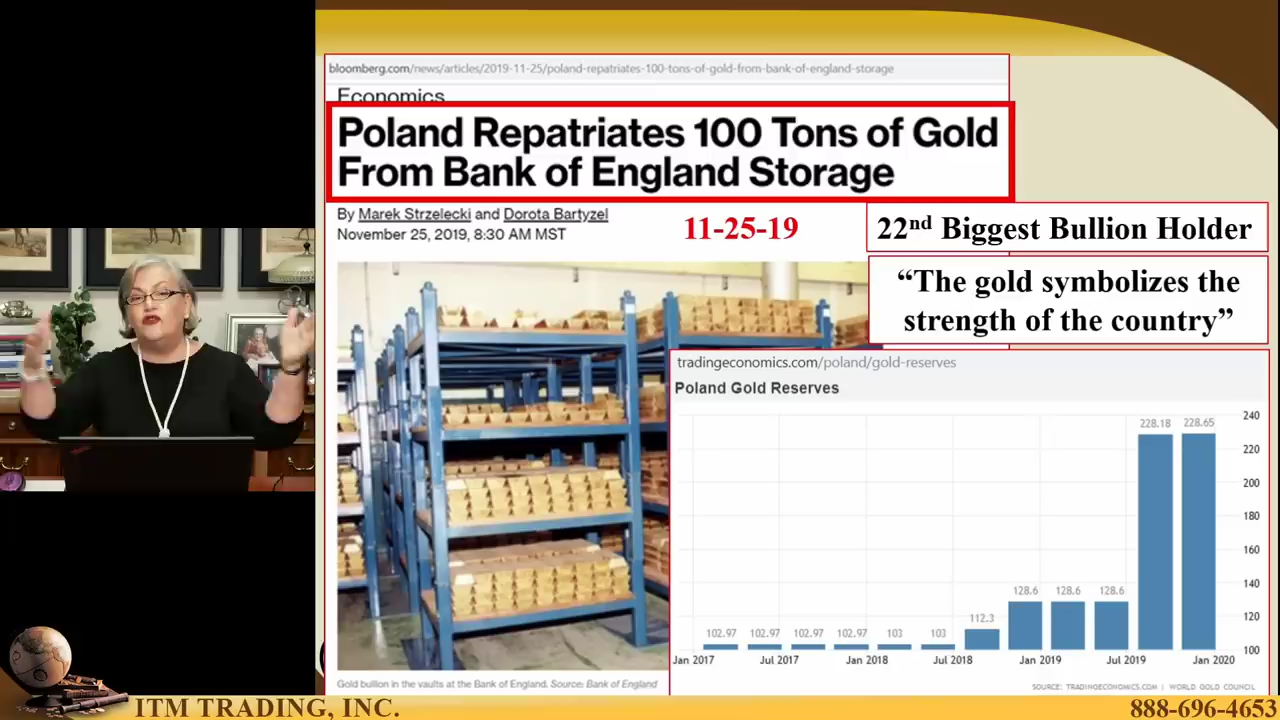 bloomberg.com/news/articles/2019-11-25/poland-repatriates-100-tons-of-gold-from-bank-of-england-storage
Economics
Poland Repatriates 100 Tons of Gold
From Bank of England Storage
By Marek Strzelecki and Dorota Bartyzel
November 25, 2019, 8:30 AM MST
11-25-19
22nd Biggest Bullion Holder
“The gold symbolizes the
strength of the country”
tradingeconomics.com/poland/gold-reserves
Poland Gold Reserves
240
228.18 228.65
220
200
180
160
140
128.6 128.6 128.6
120
112.3
102.97 102.97 102.97 102.97 103 103
100
Jan 2017 Jul 2017 Jan 2018 Jul 2018 Jan 2019 Jul 2019 Jan 2020
SOURCE: TRADINGECONOMICS.COM | WORLD GOLD COUNCIL
Gold bullion in the vaults at the Bank of England. Source: Bank of England
ITM TRADING, INC.
888-696-4653